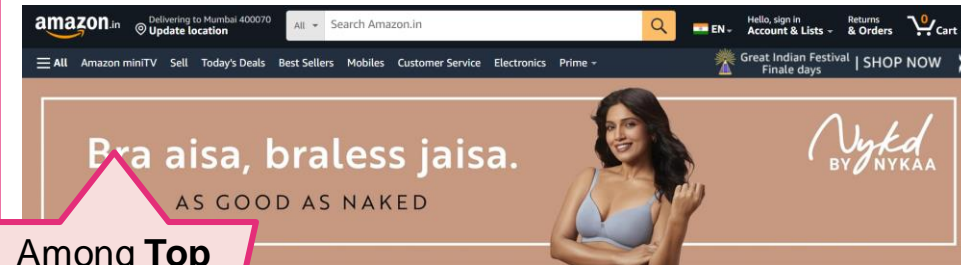 amazon.in
Delivering to Mumbai 400070
Update location
All
Search Amazon.in
EN
Hello, sign in
Account & Lists
Returns
& Orders
0
Cart
All Amazon miniTV Sell Today's Deals Best Sellers Mobiles Customer Service Electronics Prime
Great Indian Festival
Finale days
| SHOP NOW
Bra aisa, braless jaisa.
AS GOOD AS NAKED
Nykd
BY NYKAA
Among Top